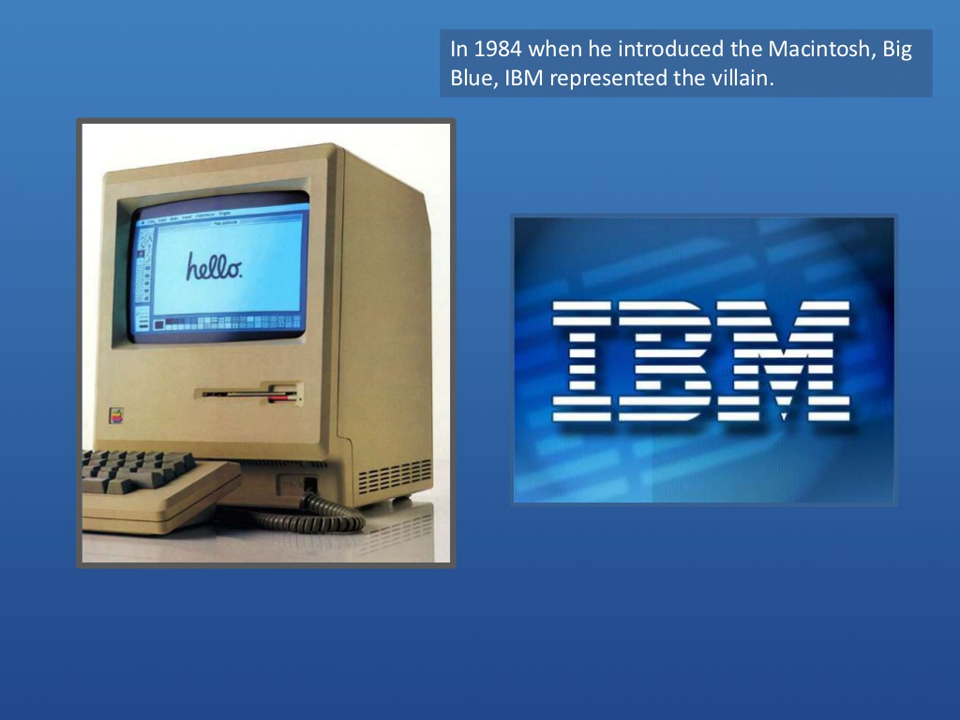 In 1984 when he introduced the Macintosh, Big
Blue, IBM represented the villain.
hello.
IBM